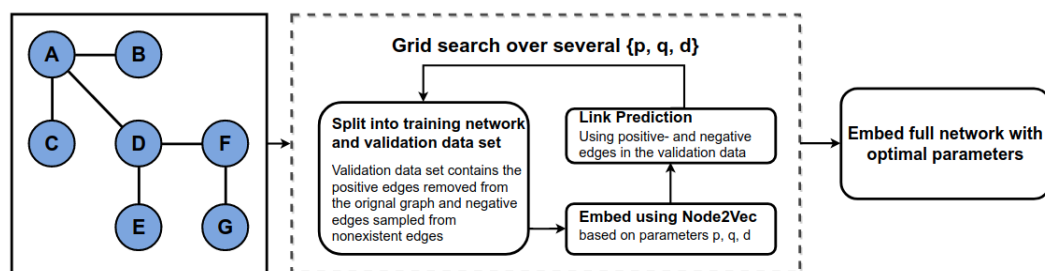 A
B
C
D
F
E
G
Grid search over several {p, q, d}
Split into training network
and validation data set
Validation data set contains the
positive edges removed from
the orignal graph and negative
edges sampled from
nonexistent edges
Link Prediction
Using positive- and negative
edges in the validation data
Embed using Node2Vec
based on parameters p, q, d
Embed full network with
optimal parameters